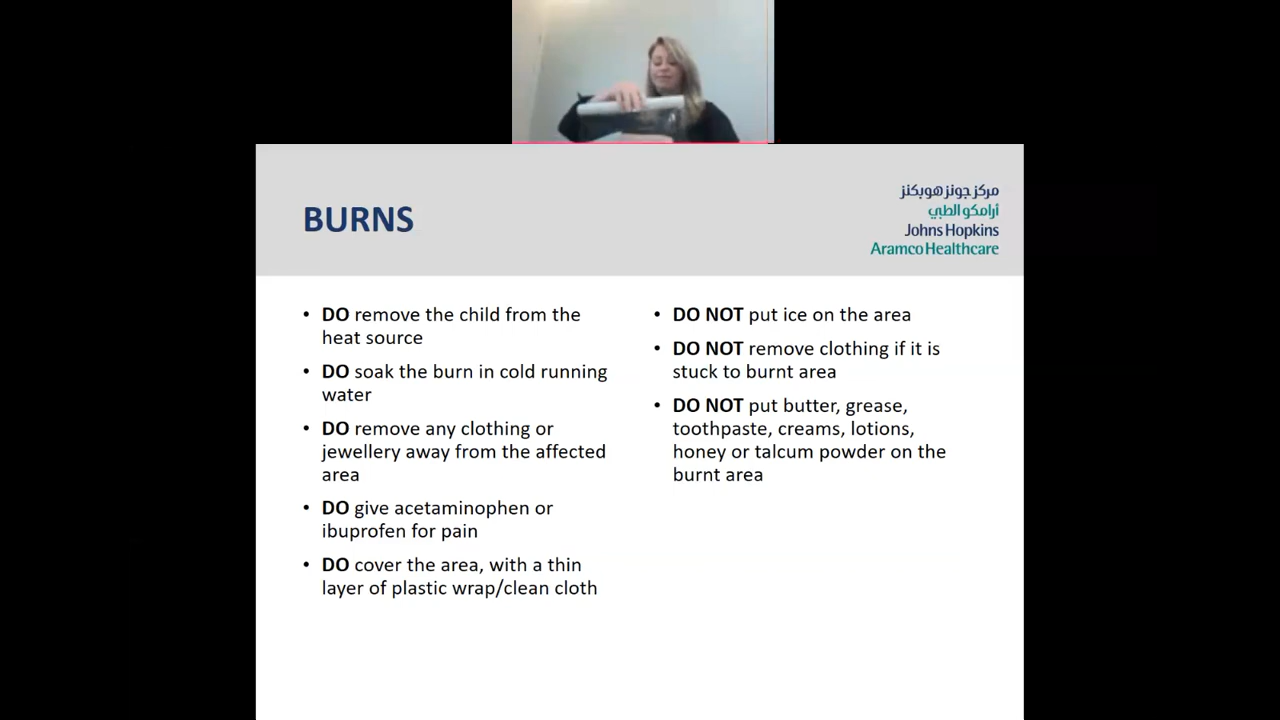 BURNS
مركز جونز هوبكنز
أرامكو الطبي
Johns Hopkins
Aramco Healthcare
• DO remove the child from the
heat source
• DO soak the burn in cold running
water
• DO remove any clothing or
jewellery away from the affected
area
• DO give acetaminophen or
ibuprofen for pain
• DO cover the area, with a thin
layer of plastic wrap/clean cloth
• DO NOT put ice on the area
• DO NOT remove clothing if it is
stuck to burnt area
• DO NOT put butter, grease,
toothpaste, creams, lotions,
honey or talcum powder on the
burnt area